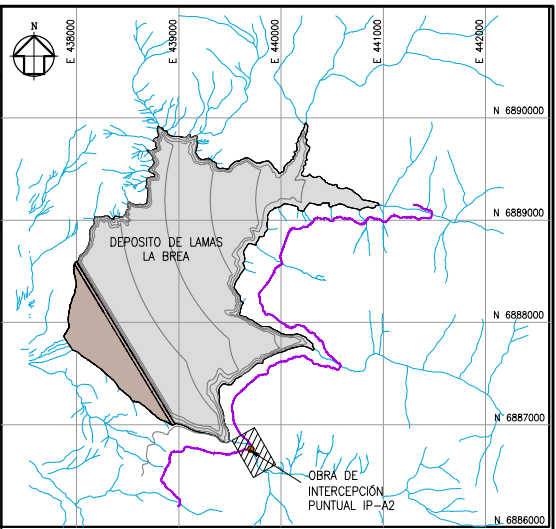 N
E 438000
E 439000
E 440000
E 441000
E 442000
N 6890000
N 6889000
DEPOSITO DE LAMAS
LA BREA
N 6888000
N 6887000
OBRA DE
INTERCEPCIÓN
PUNTUAL IP-A2
N 6886000